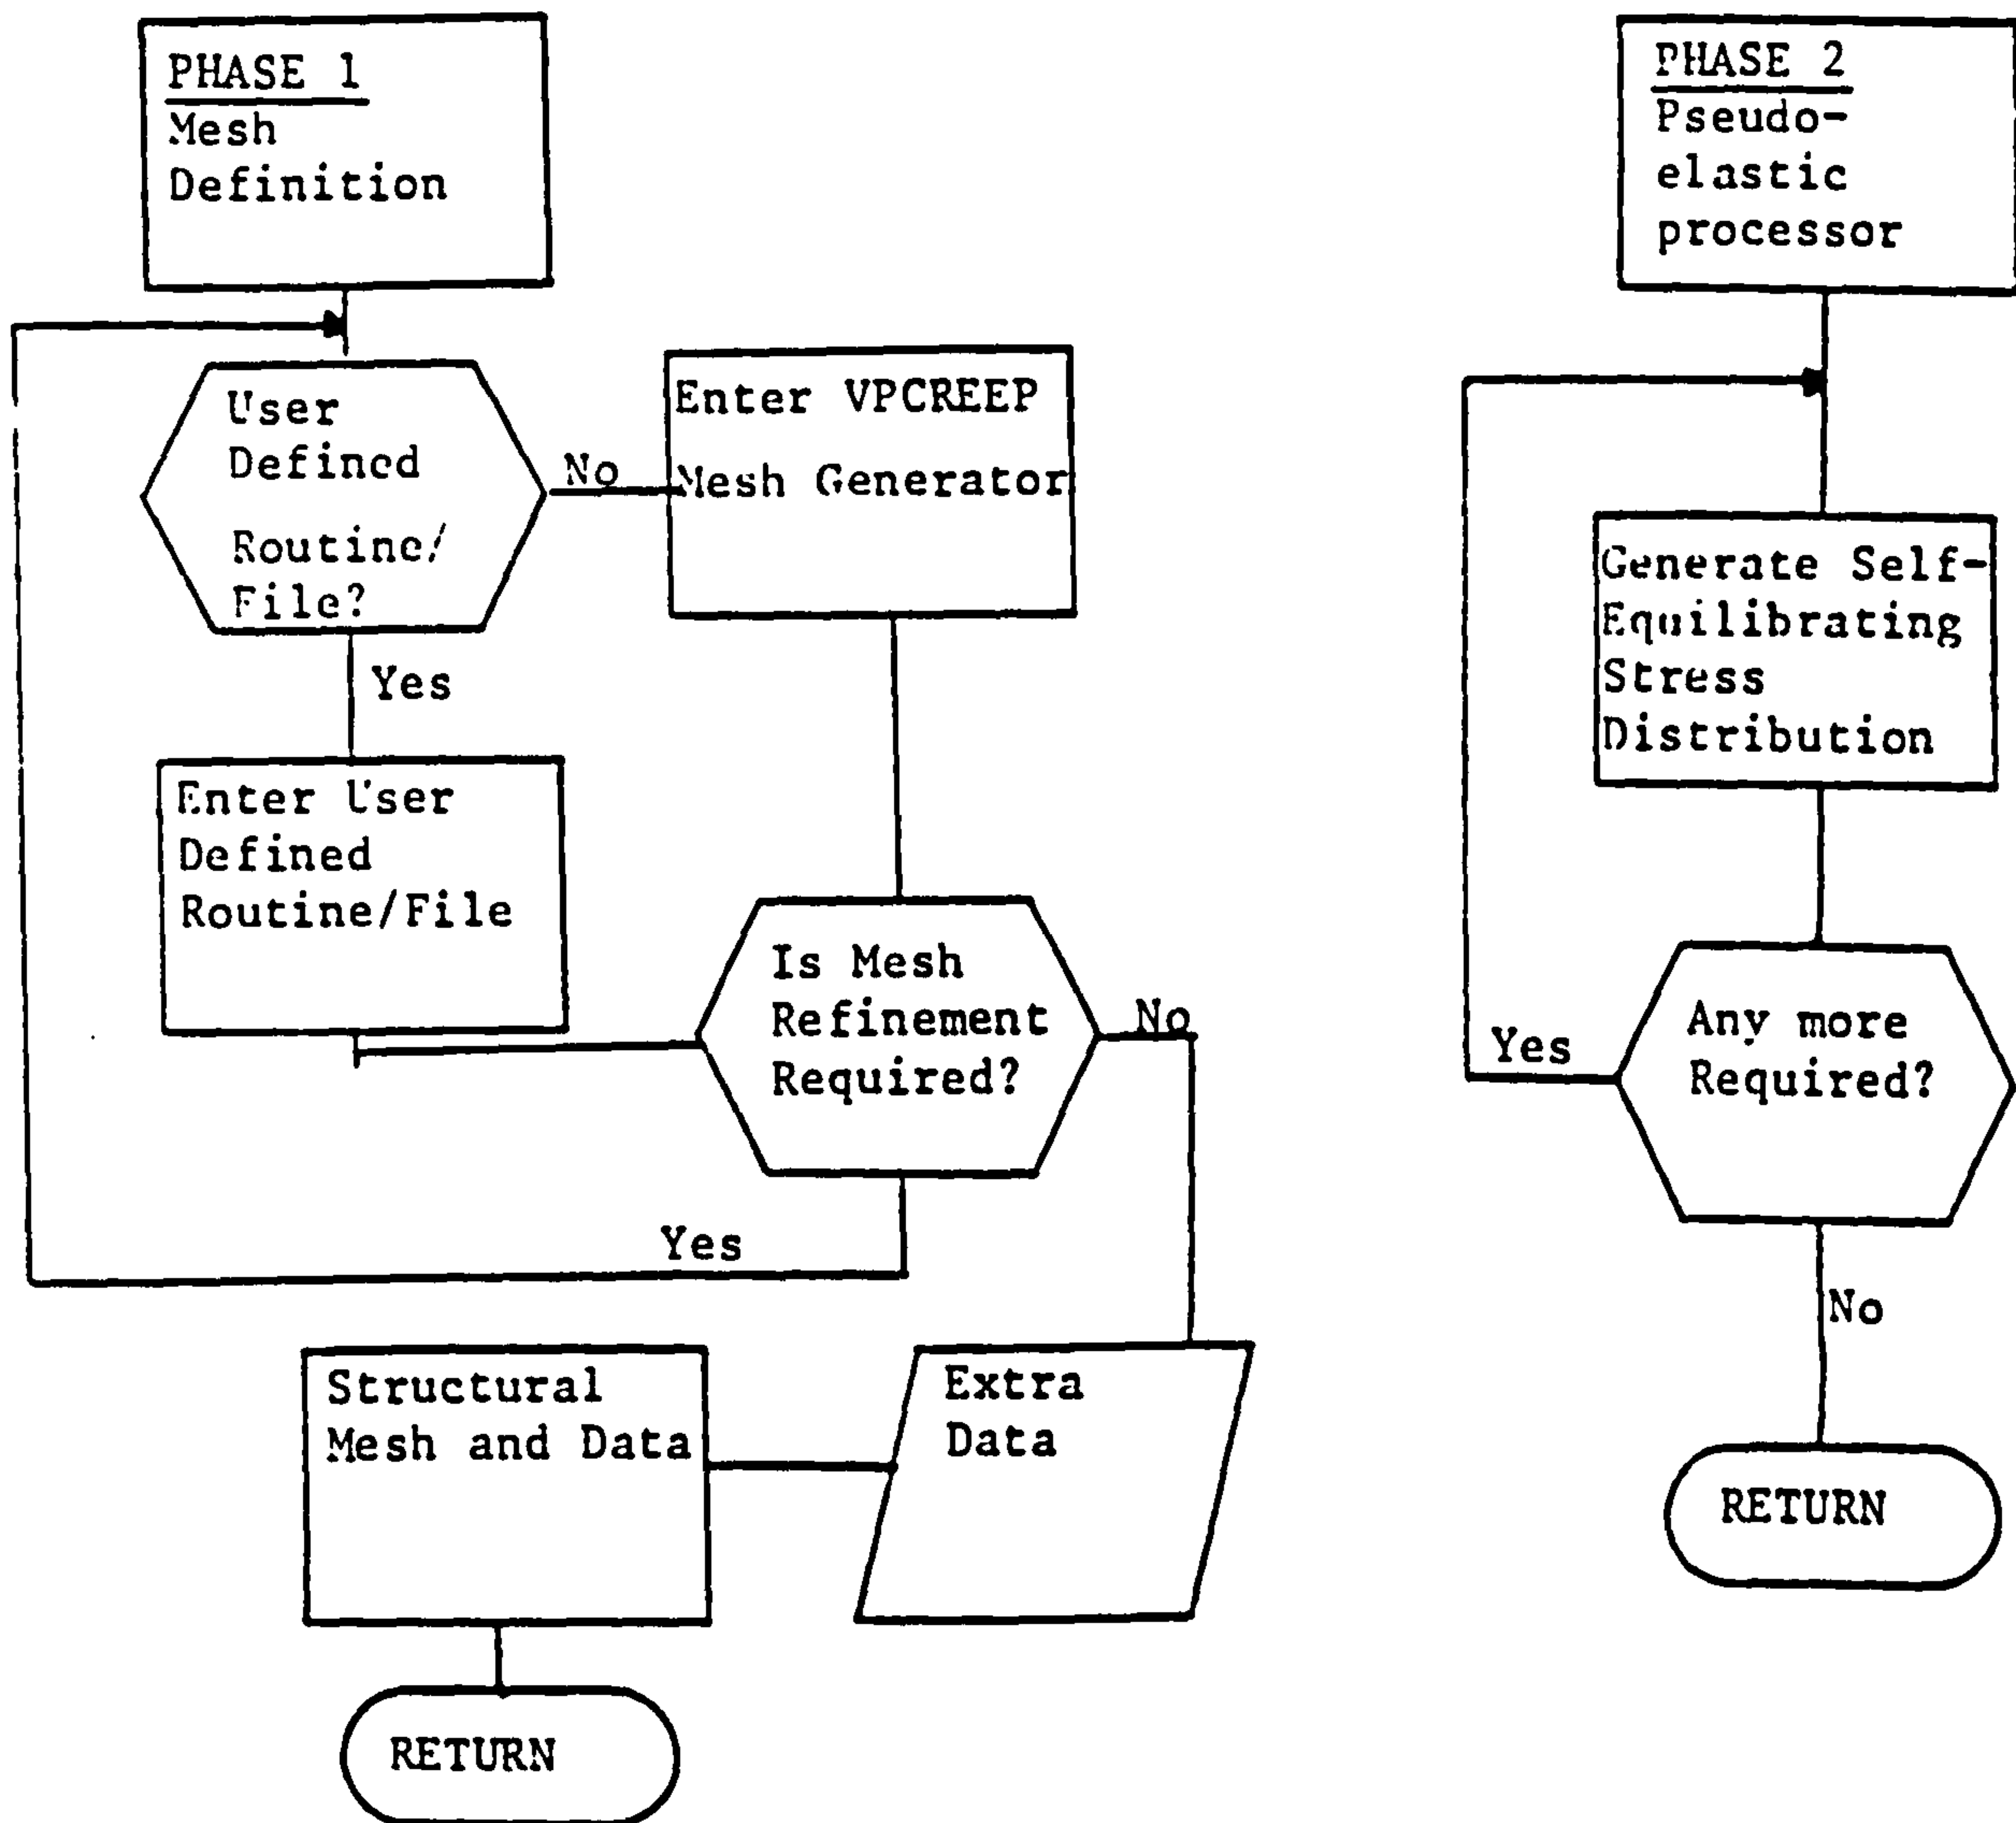 PHASE 1
Mesh
Definition
User
Defined
Routine/
File?
No
Enter VPCREEP
Mesh Generator
Yes
Enter User
Defined
Routine/File
Is Mesh
Refinement
Required?
No
Yes
Structural
Mesh and Data
Extra
Data
RETURN
PHASE 2
Pseudo-
elastic
processor
Generate Self-
Equilibrating
Stress
Distribution
Any more
Required?
Yes
No
RETURN